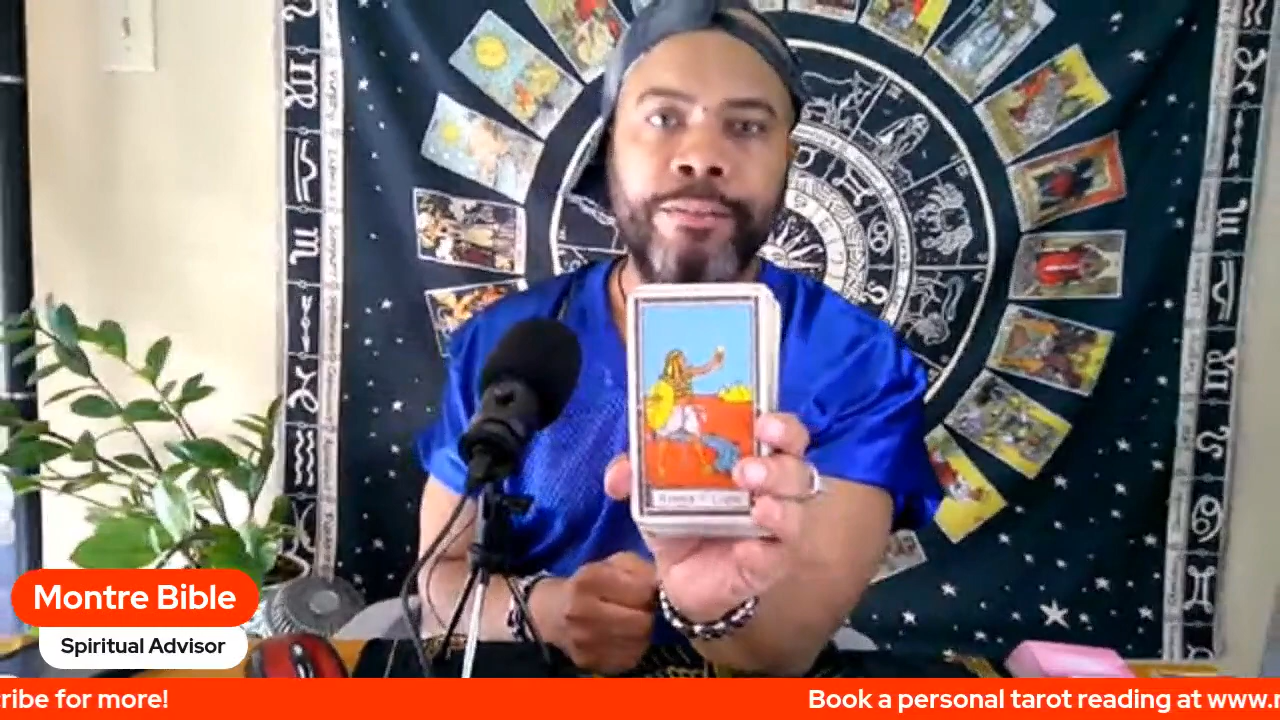 Montre Bible
Spiritual Advisor
ribe for more!
Book a personal tarot reading at www.